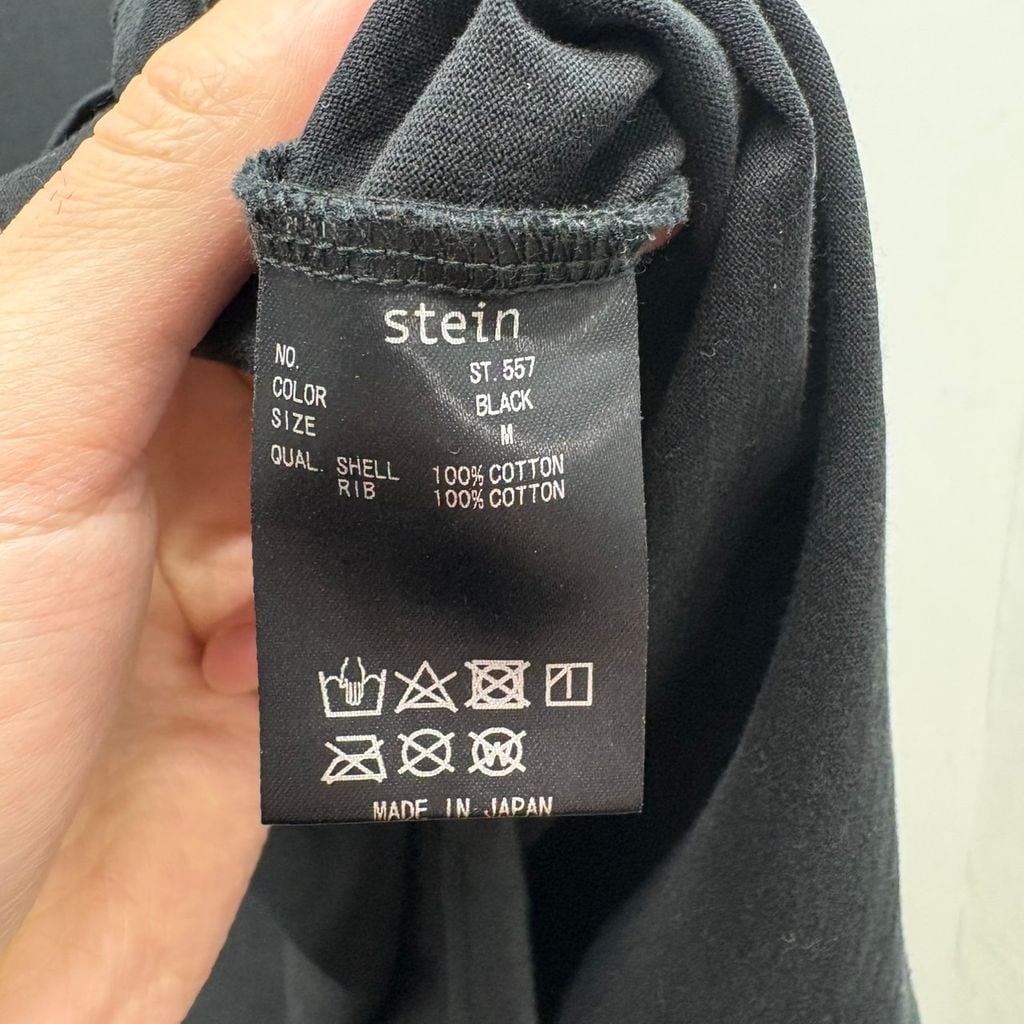 stein
NO. ST.557
COLOR BLACK
SIZE M
QUAL. SHELL 100% COTTON
RIB 100% COTTON
W
MADE IN JAPAN